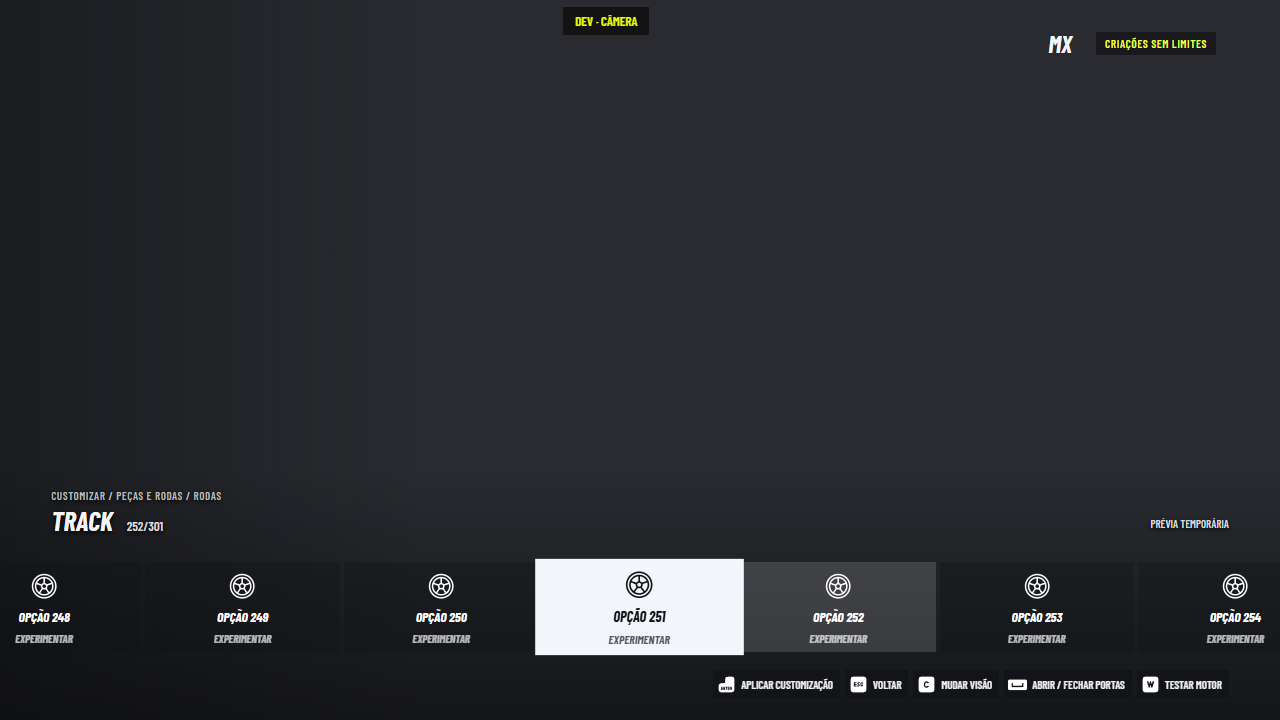 DEV - CÂMERA
MX
CRIAÇÕES SEM LIMITES
CUSTOMIZAR / PEÇAS E RODAS / RODAS
TRACK 252/301
PRÉVIA TEMPORÁRIA
OPÇÃO 248
EXPERIMENTAR
OPÇÃO 249
EXPERIMENTAR
OPÇÃO 250
EXPERIMENTAR
OPÇÃO 251
EXPERIMENTAR
OPÇÃO 252
EXPERIMENTAR
OPÇÃO 253
EXPERIMENTAR
OPÇÃO 254
EXPERIMENTAR
ENTER APLICAR CUSTOMIZAÇÃO ESC VOLTAR C MUDAR VISÃO ABRIR / FECHAR PORTAS W TESTAR MOTOR